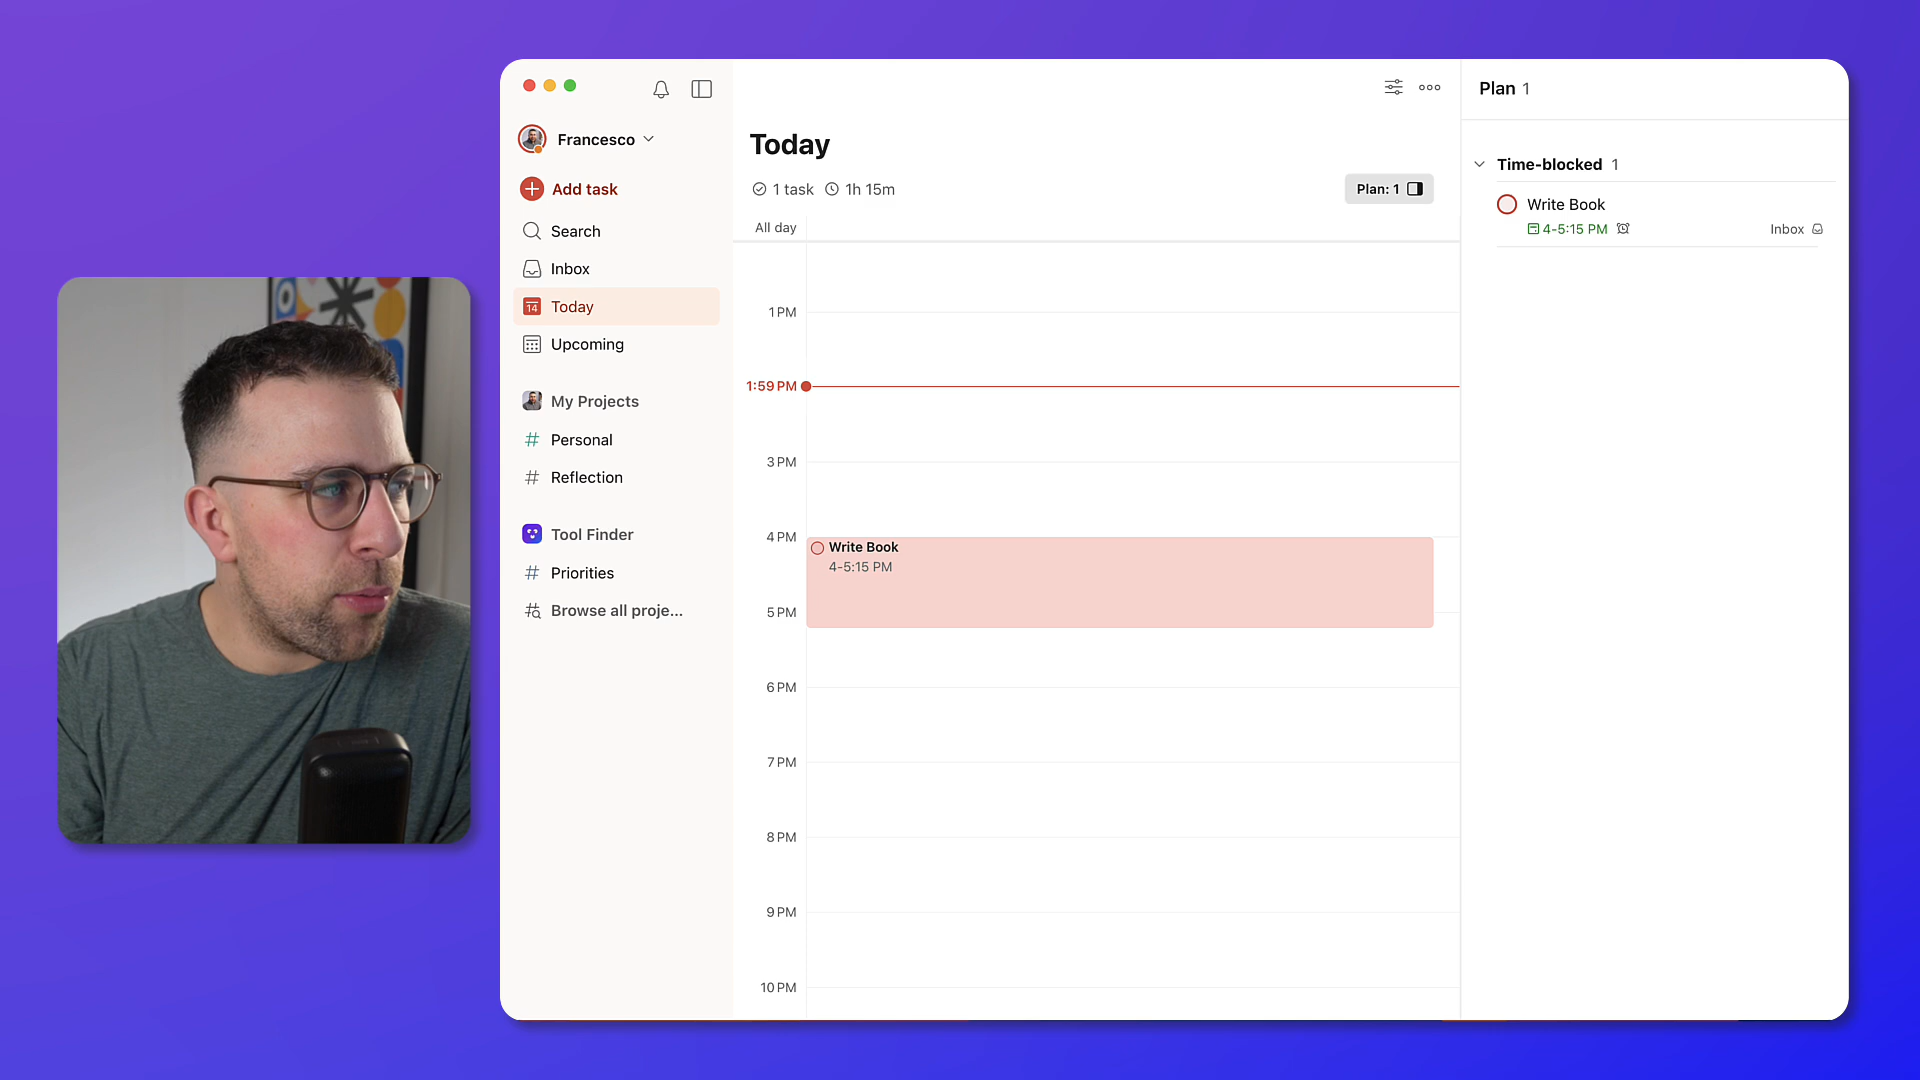 Francesco
Add task
Search
Inbox
14
Today
Upcoming
My Projects
Personal
Reflection
Tool Finder
Priorities
Browse all proje...
Today
1 task 1h 15m
Plan: 1
All day
1 PM
1:59 PM
3 PM
4 PM
Write Book
4-5:15 PM
5 PM
6 PM
7 PM
8 PM
9 PM
10 PM
Plan 1
Time-blocked 1
Write Book
4-5:15 PM Inbox